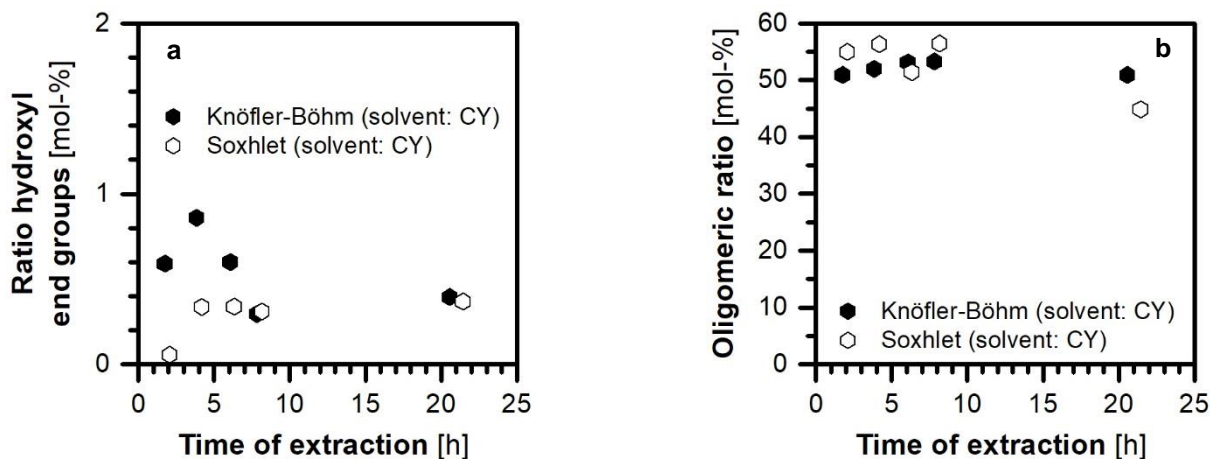 2
a
Knöfler-Böhm (solvent: CY)
Soxhlet (solvent: CY)
1
0
Ratio hydroxyl
end groups [mol-%]
0 5 10 15 20 25
Time of extraction [h]
60
b
50
40
30
20
10
0
Knöfler-Böhm (solvent: CY)
Soxhlet (solvent: CY)
Oligomeric ratio [mol-%]
0 5 10 15 20 25
Time of extraction [h]